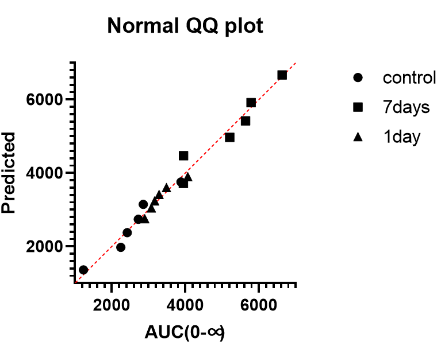 Normal QQ plot
Predicted
6000
4000
2000
2000 4000 6000
AUC(0-∞)
control
7days
1day